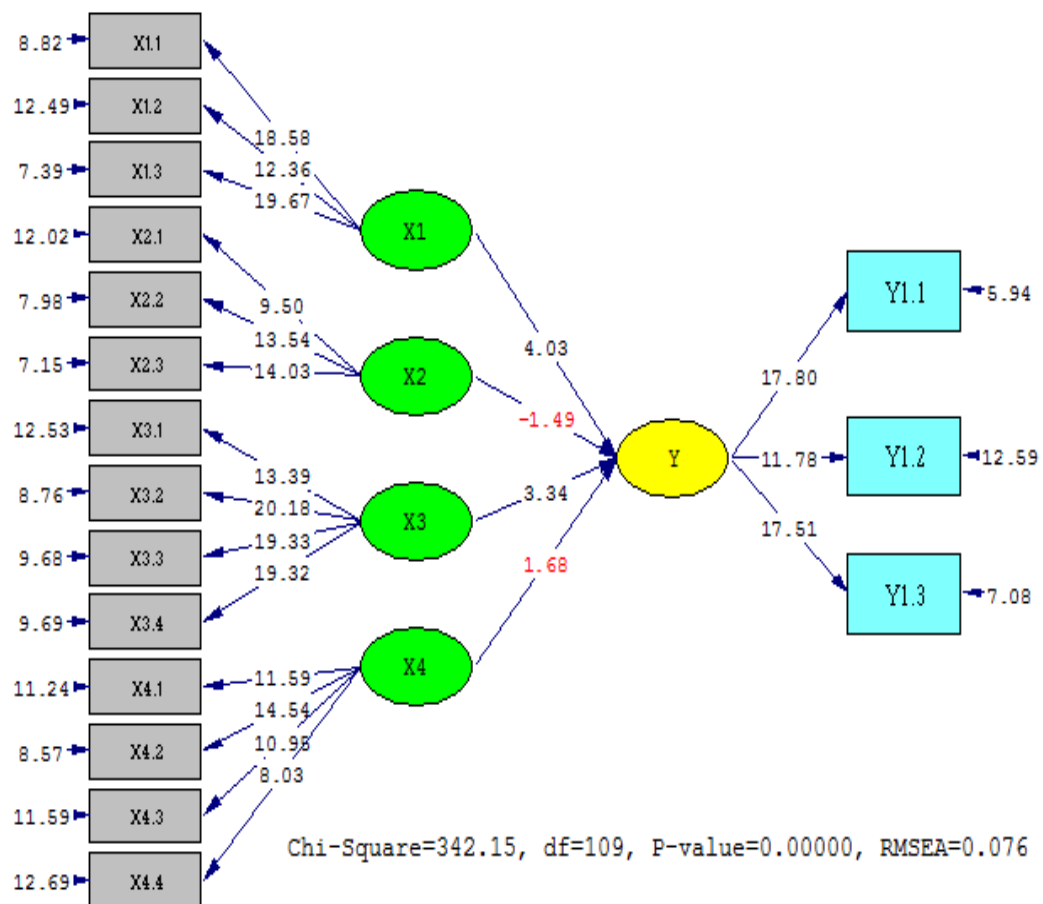 8.82 X1.1
12.49 X1.2
7.39 X1.3
12.02 X2.1
7.98 X2.2
7.15 X2.3
12.53 X3.1
8.76 X3.2
9.68 X3.3
9.69 X3.4
11.24 X4.1
8.57 X4.2
11.59 X4.3
12.69 X4.4
18.58
12.36
19.67
9.50
13.54
14.03
13.39
20.18
19.33
19.32
11.59
14.54
10.95
8.03
X1
X2
X3
X4
4.03
-1.49
3.34
1.68
Y
17.80
11.78
17.51
Y1.1 5.94
Y1.2 12.59
Y1.3 7.08
Chi-Square=342.15, df=109, P-value=0.00000, RMSEA=0.076